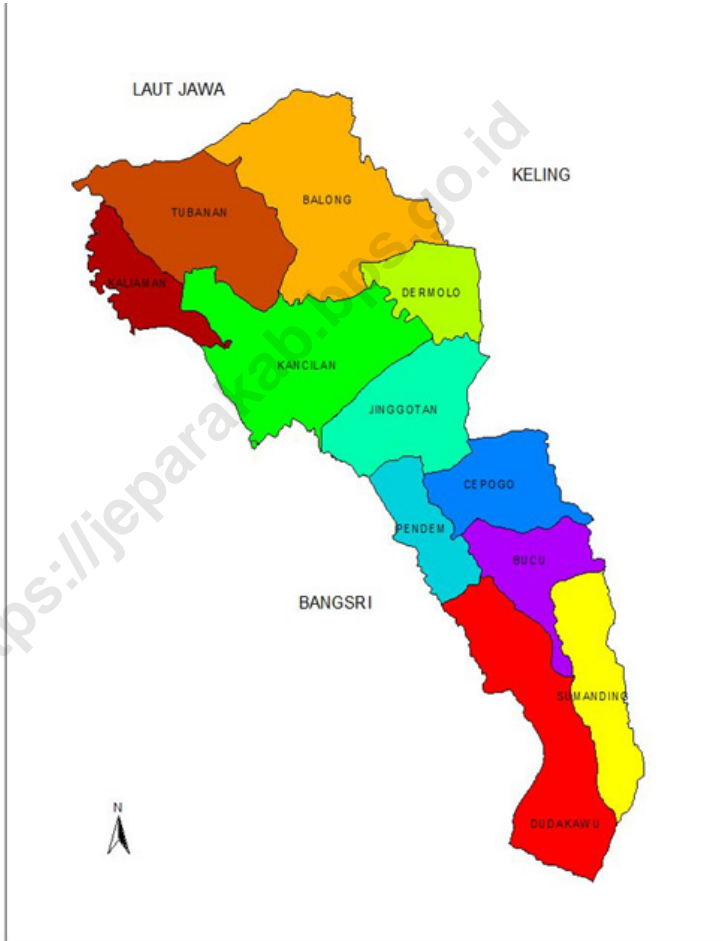 LAUT JAWA
KELING
BALONG
TUBANAN
KALIAMAN
DERMOLO
KANCILAN
JINGGOTAN
CEPOGO
PENDEM
BUCU
BANGSRI
SUMANDING
DUDAKAWU
N
tps://jeparakab.bps.go.id